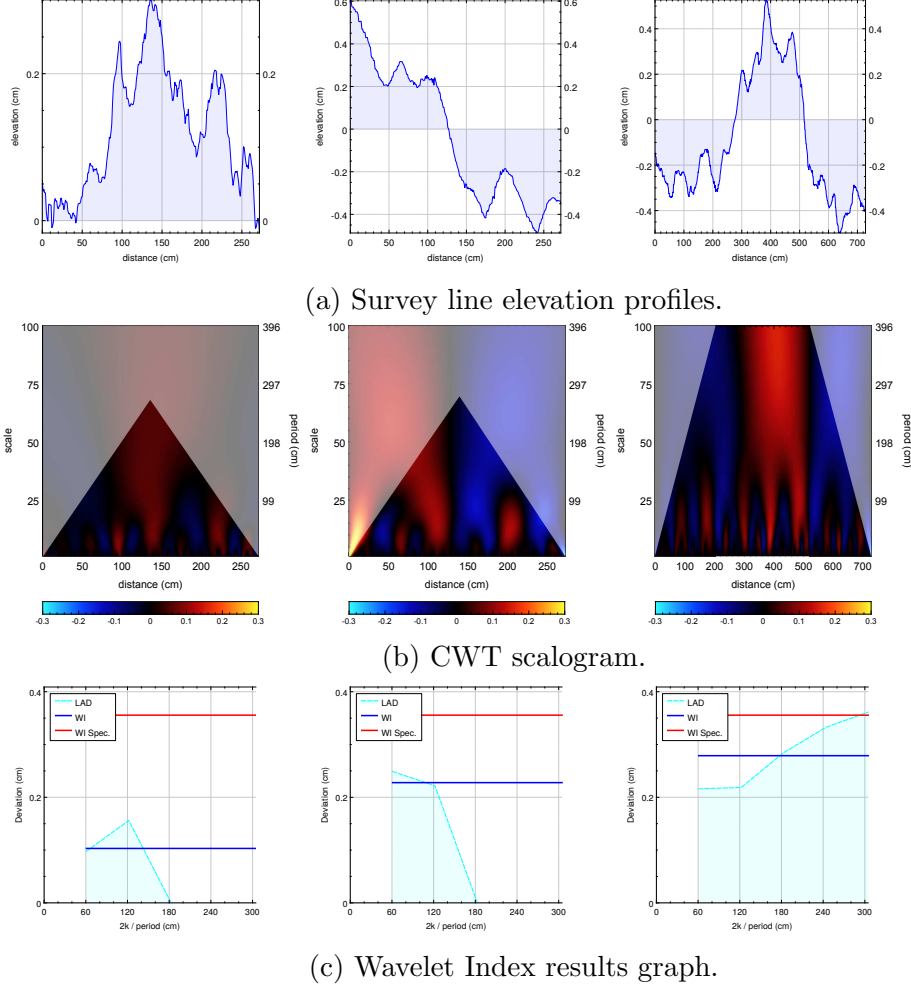 elevation (cm)
0.2
0
0.2
0
0 50 100 150 200 250
distance (cm)
elevation (cm)
0.6
0.4
0.2
0
-0.2
-0.4
0.6
0.4
0.2
0
-0.2
-0.4
0 50 100 150 200 250
distance (cm)
elevation (cm)
0.4
0.2
0
-0.2
-0.4
0.4
0.2
0
-0.2
-0.4
0 100 200 300 400 500 600 700
distance (cm)
(a) Survey line elevation profiles.
scale
100
75
50
25
396
297
198
99
period (cm)
0 50 100 150 200 250
distance (cm)
-0.3 -0.2 -0.1 0 0.1 0.2 0.3
scale
100
75
50
25
396
297
198
99
period (cm)
0 50 100 150 200 250
distance (cm)
-0.3 -0.2 -0.1 0 0.1 0.2 0.3
scale
100
75
50
25
396
297
198
99
period (cm)
0 100 200 300 400 500 600 700
distance (cm)
-0.3 -0.2 -0.1 0 0.1 0.2 0.3
(b) CWT scalogram.
Deviation (cm)
0.4
0.2
0
LAD
WI
WI Spec.
0 60 120 180 240 300
2k / period (cm)
Deviation (cm)
0.4
0.2
0
LAD
WI
WI Spec.
0 60 120 180 240 300
2k / period (cm)
Deviation (cm)
0.4
0.2
0
LAD
WI
WI Spec.
0 60 120 180 240 300
2k / period (cm)
(c) Wavelet Index results graph.